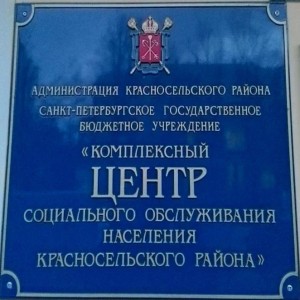 АДМИНИСТРАЦИЯ КРАСНОСЕЛЬСКОГО РАЙОНА
САНКТ-ПЕТЕРБУРГСКОЕ ГОСУДАРСТВЕННОЕ
БЮДЖЕТНОЕ УЧРЕЖДЕНИЕ
«КОМПЛЕКСНЫЙ
ЦЕНТР
СОЦИАЛЬНОГО ОБСЛУЖИВАНИЯ
НАСЕЛЕНИЯ
КРАСНОСЕЛЬСКОГО РАЙОНА»